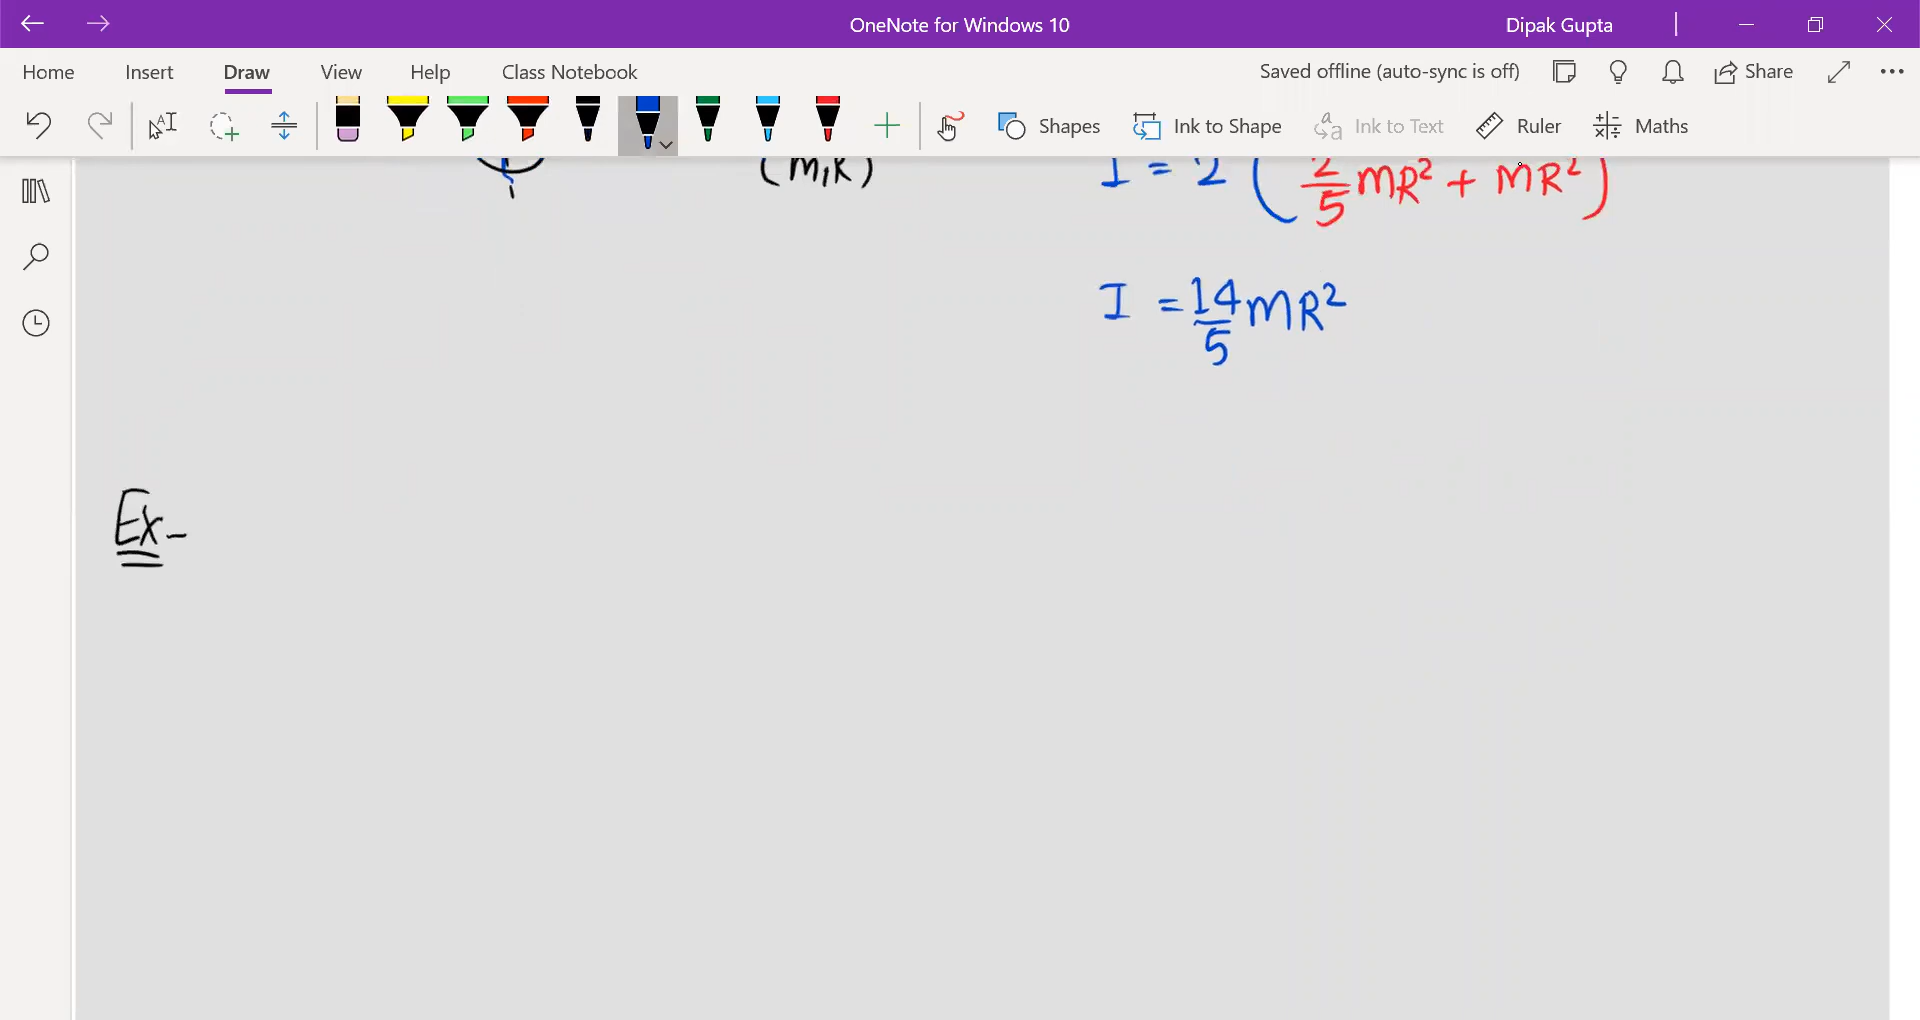 OneNote for Windows 10
Dipak Gupta
Home Insert Draw View Help Class Notebook
Saved offline (auto-sync is off) Share
Shapes Ink to Shape Ink to Text Ruler Maths
(M,R)
I = 2 ( 2/5 MR² + MR² )
I = 14/5 MR²
Ex-